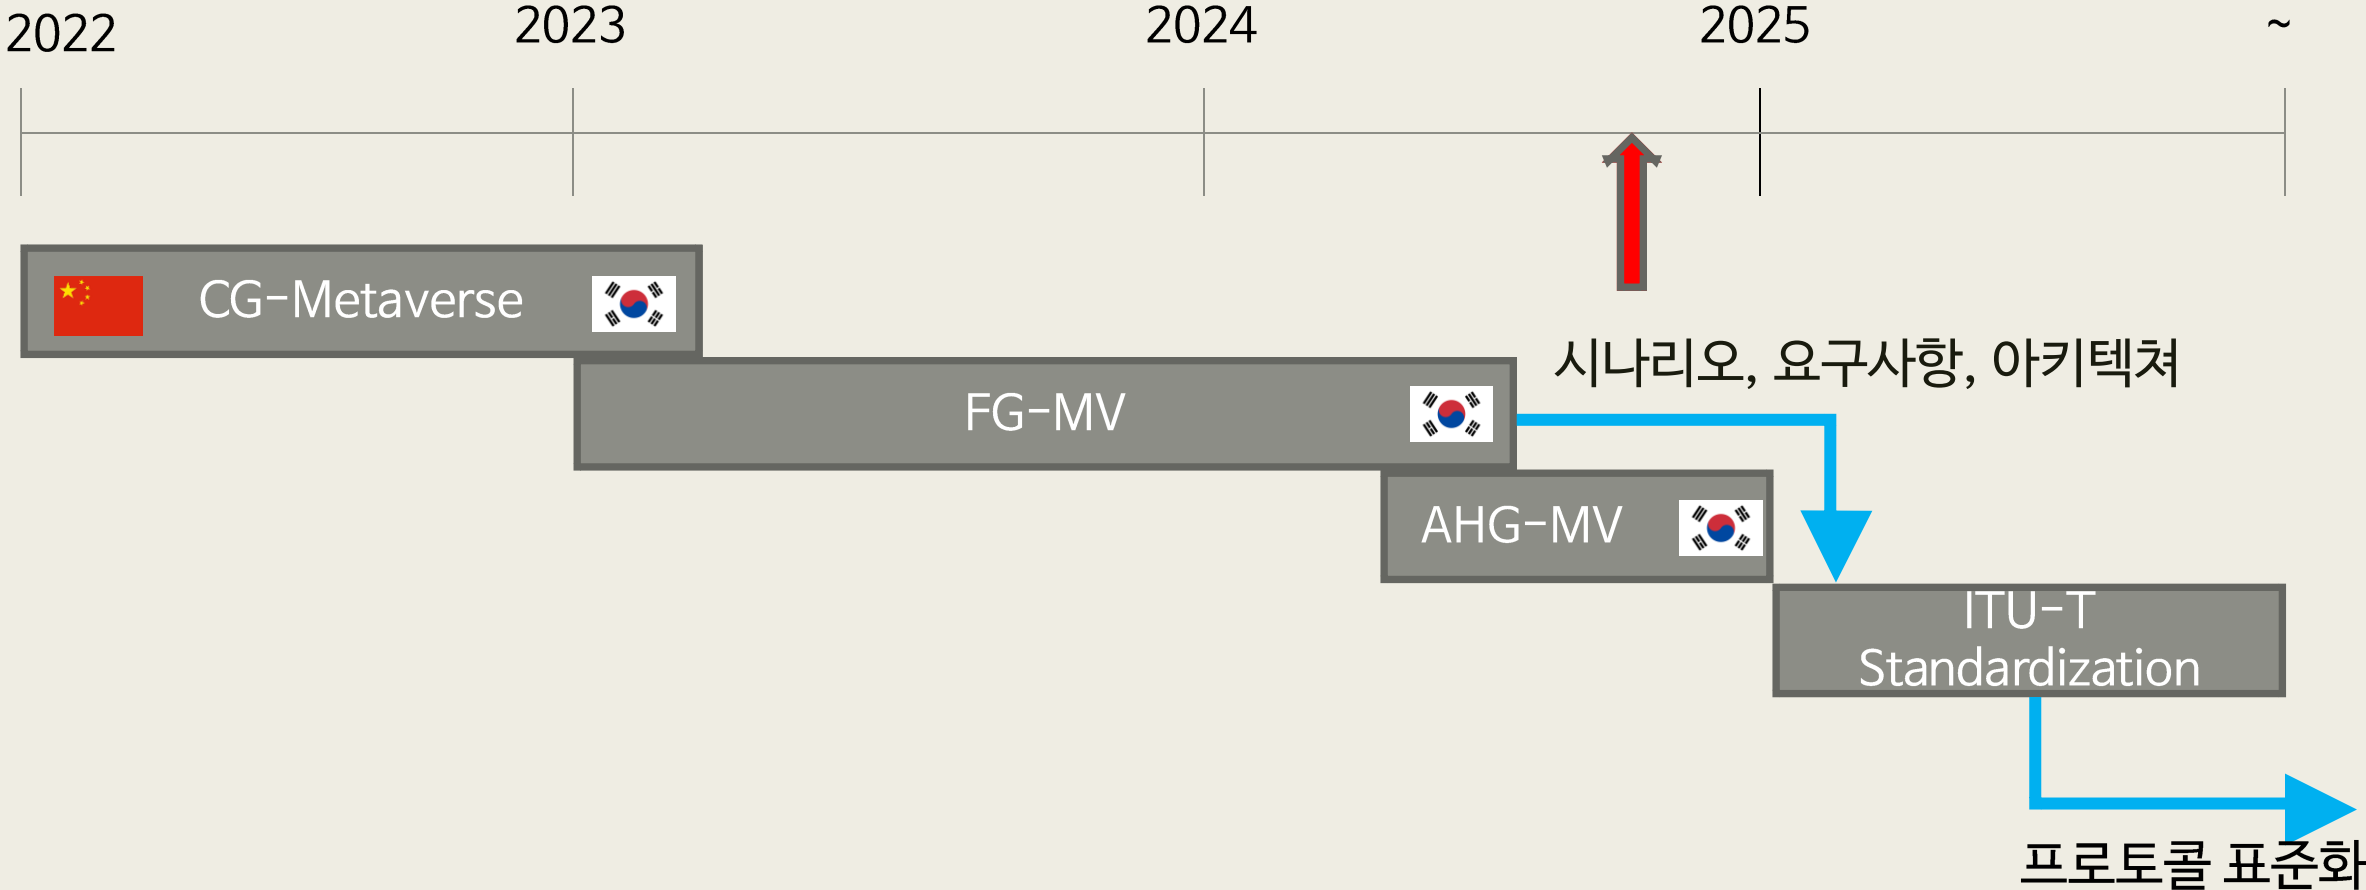 2022
2023
2024
2025
~
CG-Metaverse
시나리오, 요구사항, 아키텍쳐
FG-MV
AHG-MV
ITU-T
Standardization
프로토콜 표준화